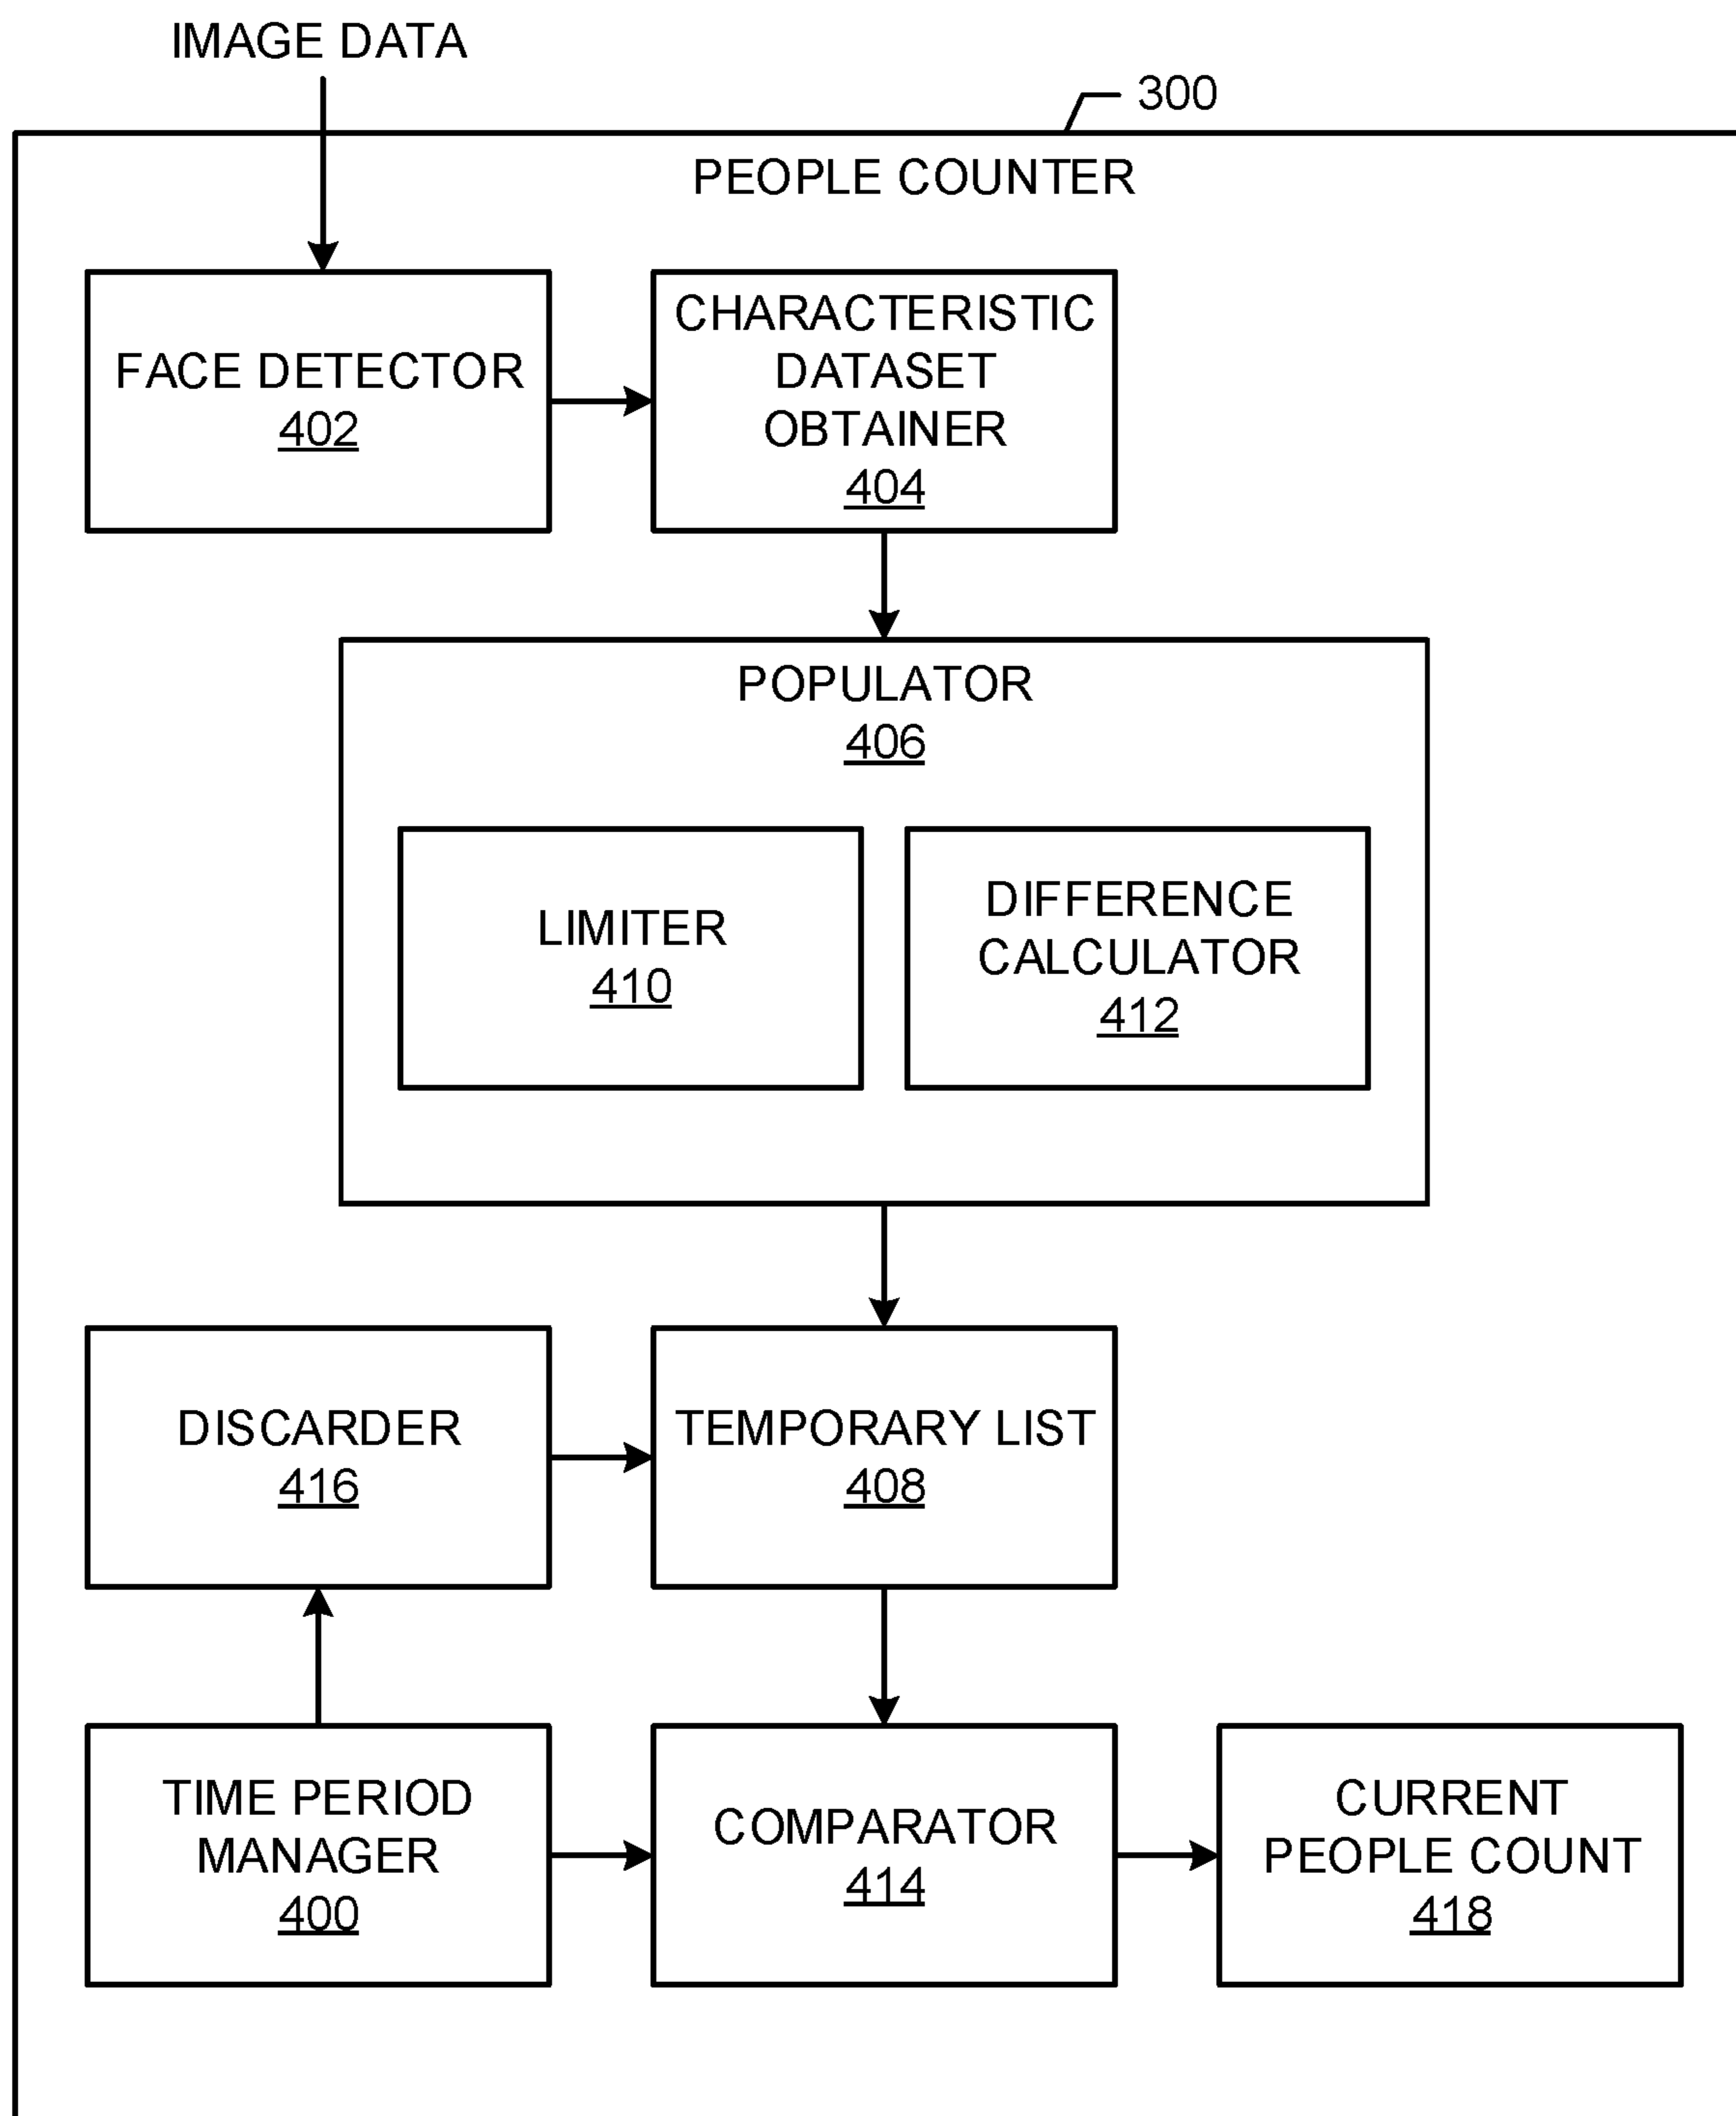 IMAGE DATA
300
PEOPLE COUNTER
FACE DETECTOR
402
CHARACTERISTIC
DATASET
OBTAINER
404
POPULATOR
406
LIMITER
410
DIFFERENCE
CALCULATOR
412
DISCARDER
416
TEMPORARY LIST
408
TIME PERIOD
MANAGER
400
COMPARATOR
414
CURRENT
PEOPLE COUNT
418